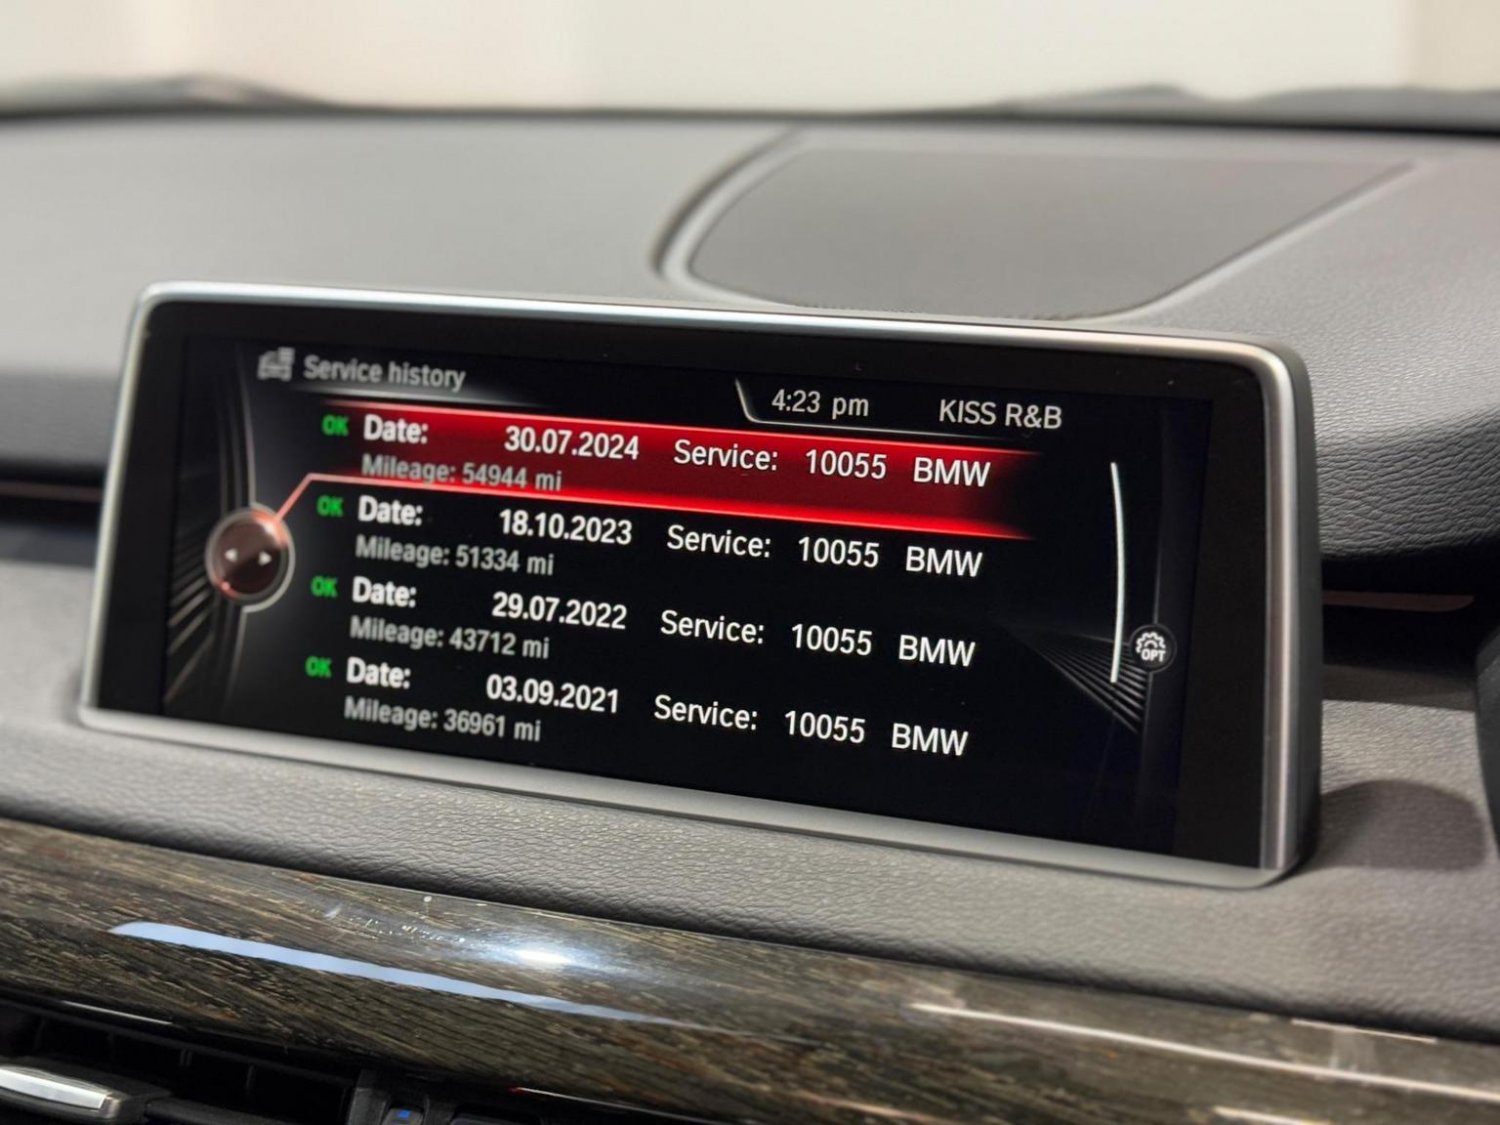 Service history
4:23 pm KISS R&B
OK Date: 30.07.2024 Service: 10055 BMW
Mileage: 54944 mi
OK Date: 18.10.2023 Service: 10055 BMW
Mileage: 51334 mi
OK Date: 29.07.2022 Service: 10055 BMW
Mileage: 43712 mi
OK Date: 03.09.2021 Service: 10055 BMW
Mileage: 36961 mi
OPT